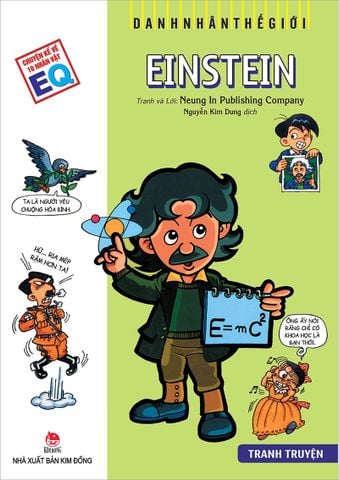 DANH NHÂN THẾ GIỚI
CHUYỆN KỂ VỀ
10 NHÂN VẬT
EQ
EINSTEIN
Tranh và Lời: Neung In Publishing Company
Nguyễn Kim Dung dịch
TA LÀ NGƯỜI YÊU
CHUỘNG HÒA BÌNH.
HỪ... RIA MÉP
RẬM HƠN TA!
E=mc²
ÔNG ẤY NÓI
RẰNG CHỈ CÓ
KHOA HỌC LÀ
BẠN THÔI.
KIM ĐỒNG
NHÀ XUẤT BẢN KIM ĐỒNG
TRANH TRUYỆN